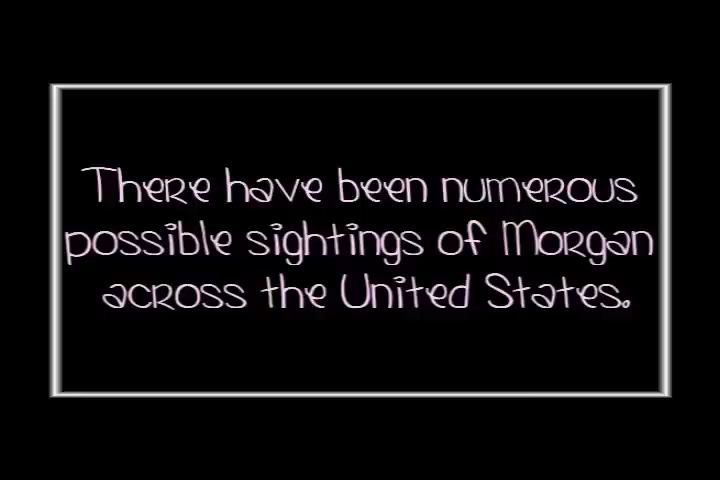 There have been numerous
possible sightings of Morgan
across the United States.